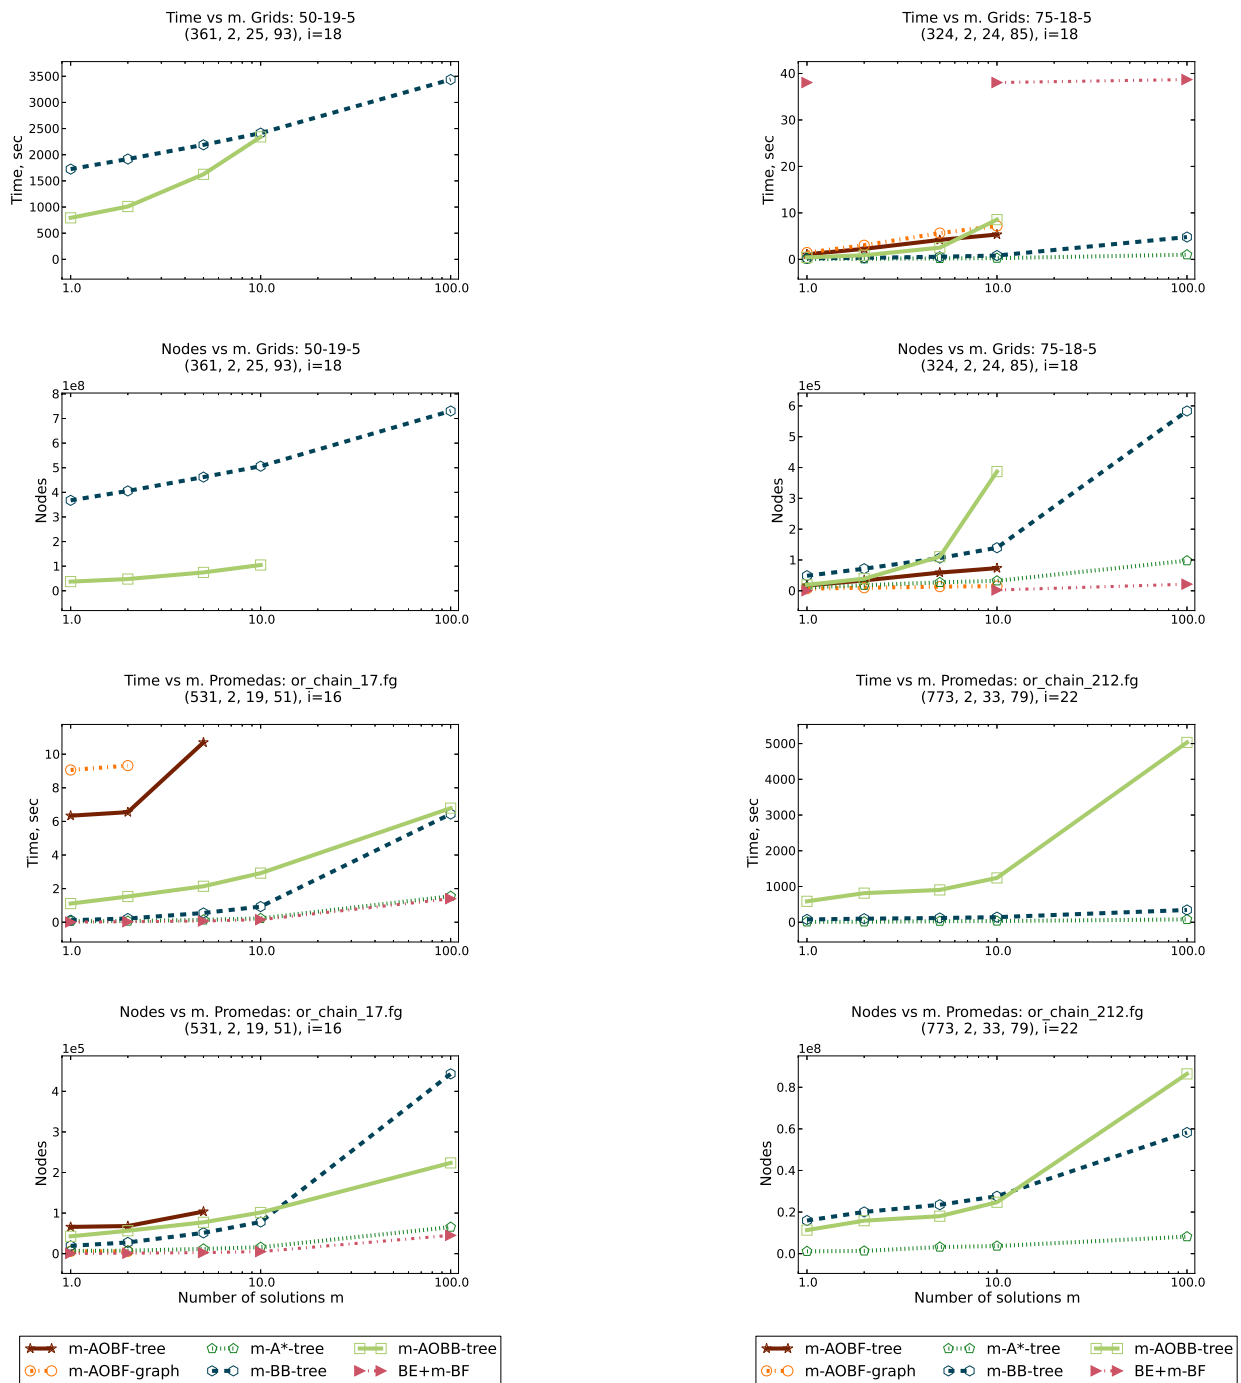 Time vs m. Grids: 50-19-5
(361, 2, 25, 93), i=18
Time, sec
3500
3000
2500
2000
1500
1000
500
0
1.0
10.0
100.0
Time vs m. Grids: 75-18-5
(324, 2, 24, 85), i=18
Time, sec
40
30
20
10
0
1.0
10.0
100.0
Nodes vs m. Grids: 50-19-5
(361, 2, 25, 93), i=18
1e8
Nodes
8
7
6
5
4
3
2
1
0
1.0
10.0
100.0
Nodes vs m. Grids: 75-18-5
(324, 2, 24, 85), i=18
1e5
Nodes
6
5
4
3
2
1
0
1.0
10.0
100.0
Time vs m. Promedas: or_chain_17.fg
(531, 2, 19, 51), i=16
Time, sec
10
8
6
4
2
0
1.0
10.0
100.0
Time vs m. Promedas: or_chain_212.fg
(773, 2, 33, 79), i=22
Time, sec
5000
4000
3000
2000
1000
0
1.0
10.0
100.0
Nodes vs m. Promedas: or_chain_17.fg
(531, 2, 19, 51), i=16
1e5
Nodes
4
3
2
1
0
1.0
10.0
100.0
Number of solutions m
Nodes vs m. Promedas: or_chain_212.fg
(773, 2, 33, 79), i=22
1e8
Nodes
0.8
0.6
0.4
0.2
0.0
1.0
10.0
100.0
Number of solutions m
m-AOBF-tree
m-A*-tree
m-AOBB-tree
m-AOBF-graph
m-BB-tree
BE+m-BF
m-AOBF-tree
m-A*-tree
m-AOBB-tree
m-AOBF-graph
m-BB-tree
BE+m-BF